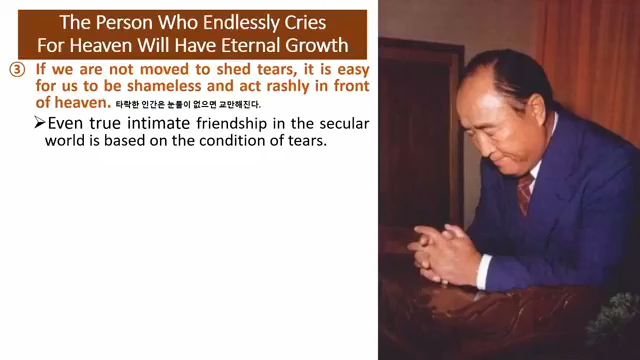 The Person Who Endlessly Cries
For Heaven Will Have Eternal Growth
③ If we are not moved to shed tears, it is easy
for us to be shameless and act rashly in front
of heaven. 타락한 인간은 눈물이 없으면 교만해진다.
➢Even true intimate friendship in the secular
world is based on the condition of tears.